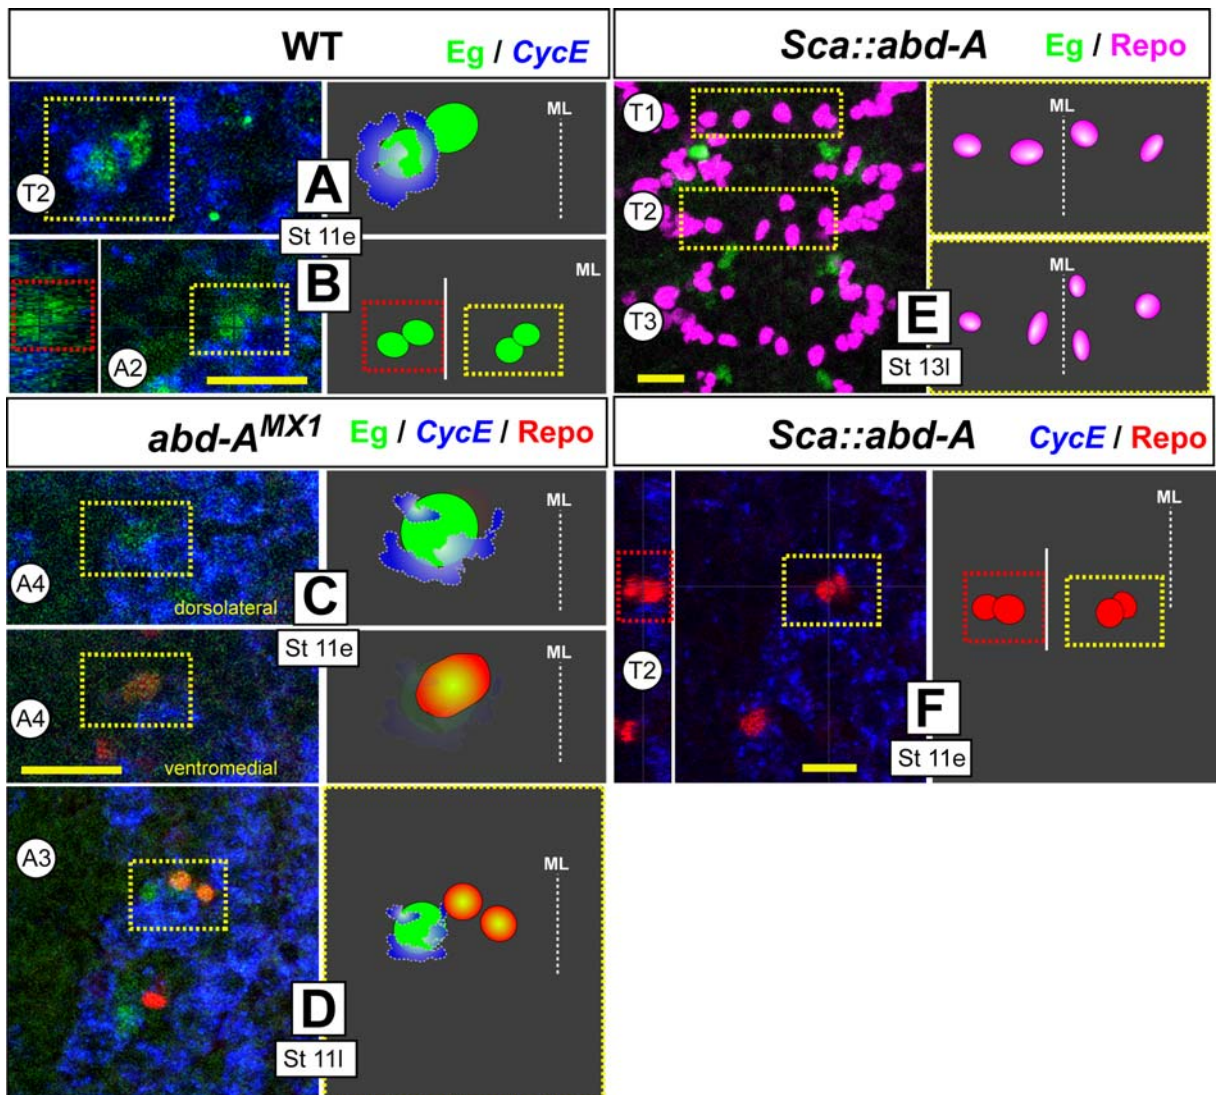 WT
Eg / CycE
T2
A
St 11e
ML
B
A2
ML
Sca::abd-A
Eg / Repo
T1
T2
T3
E
St 13l
ML
ML
abd-A^MX1
Eg / CycE / Repo
A4
dorsolateral
C
St 11e
ML
A4
ventromedial
ML
A3
D
St 11l
ML
Sca::abd-A
CycE / Repo
T2
F
St 11e
ML